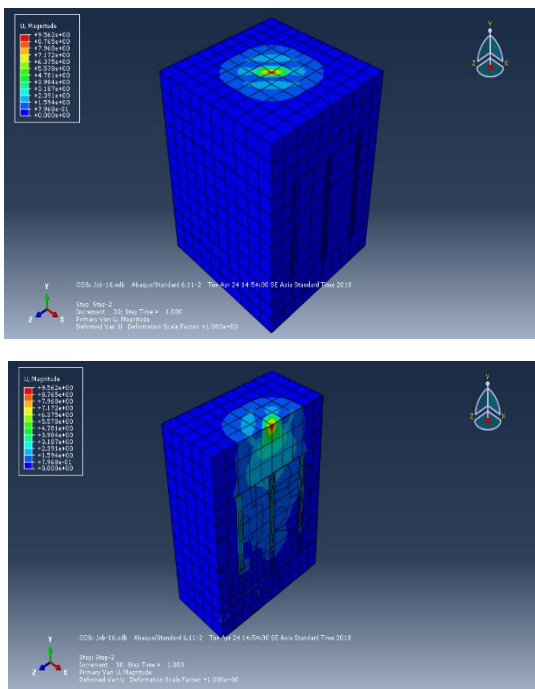 U, Magnitude
+9.562e+00
+8.765e+00
+7.968e+00
+7.172e+00
+6.375e+00
+5.578e+00
+4.781e+00
+3.984e+00
+3.187e+00
+2.391e+00
+1.594e+00
+7.968e-01
+0.000e+00
Y
Z
X
ODB: Job-16.odb Abaqus/Standard 6.11-2 Tue Apr 24 14:54:00 SE Asia Standard Time 2018
Y
Z
X
Step: Step-2
Increment 30: Step Time = 1.000
Primary Var: U, Magnitude
Deformed Var: U Deformation Scale Factor: +1.000e+00
U, Magnitude
+9.562e+00
+8.765e+00
+7.968e+00
+7.172e+00
+6.375e+00
+5.578e+00
+4.781e+00
+3.984e+00
+3.187e+00
+2.391e+00
+1.594e+00
+7.968e-01
+0.000e+00
Y
Z
X
ODB: Job-16.odb Abaqus/Standard 6.11-2 Tue Apr 24 14:54:00 SE Asia Standard Time 2018
Y
Z
X
Step: Step-2
Increment 30: Step Time = 1.000
Primary Var: U, Magnitude
Deformed Var: U Deformation Scale Factor: +1.000e+00